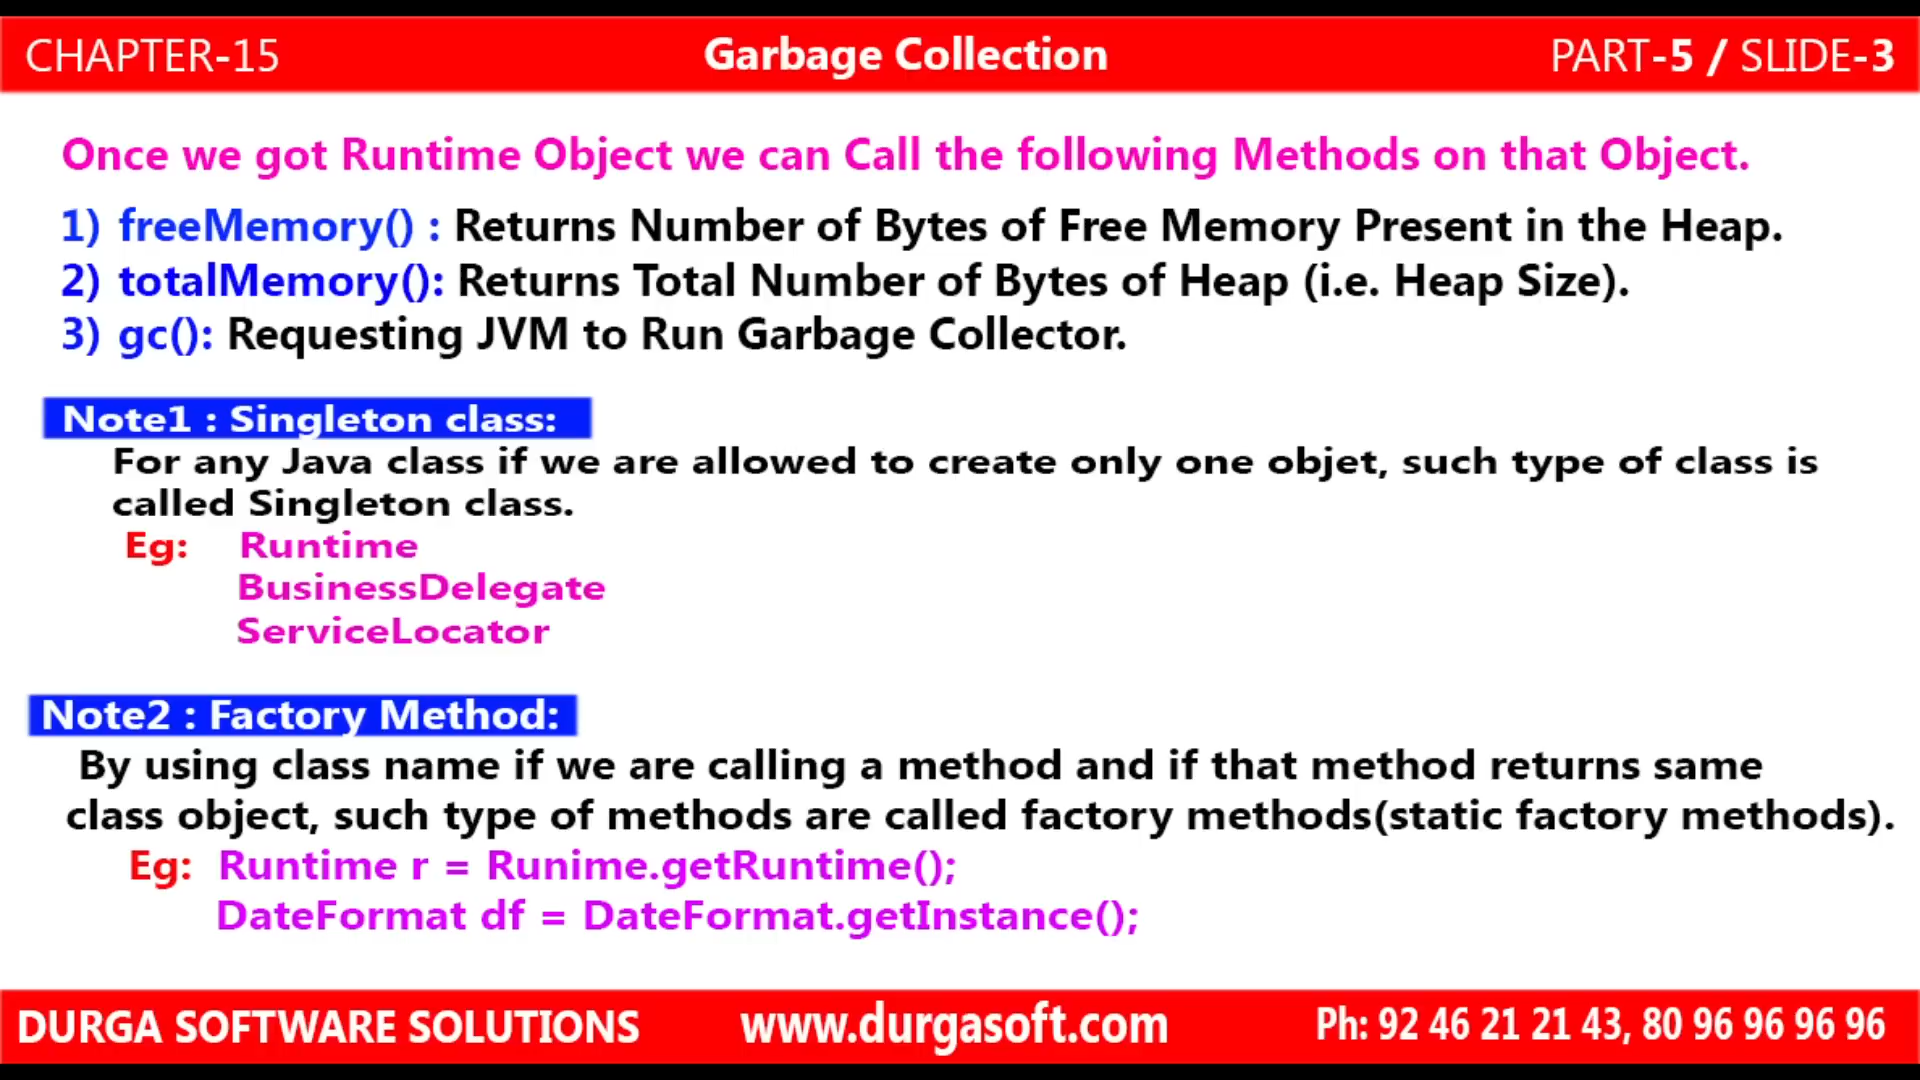 CHAPTER-15 Garbage Collection PART-5 / SLIDE-3
Once we got Runtime Object we can Call the following Methods on that Object.
1) freeMemory() : Returns Number of Bytes of Free Memory Present in the Heap.
2) totalMemory(): Returns Total Number of Bytes of Heap (i.e. Heap Size).
3) gc(): Requesting JVM to Run Garbage Collector.
Note1 : Singleton class:
For any Java class if we are allowed to create only one objet, such type of class is
called Singleton class.
Eg: Runtime
BusinessDelegate
ServiceLocator
Note2 : Factory Method:
By using class name if we are calling a method and if that method returns same
class object, such type of methods are called factory methods(static factory methods).
Eg: Runtime r = Runime.getRuntime();
DateFormat df = DateFormat.getInstance();
DURGA SOFTWARE SOLUTIONS www.durgasoft.com Ph: 92 46 21 21 43, 80 96 96 96 96